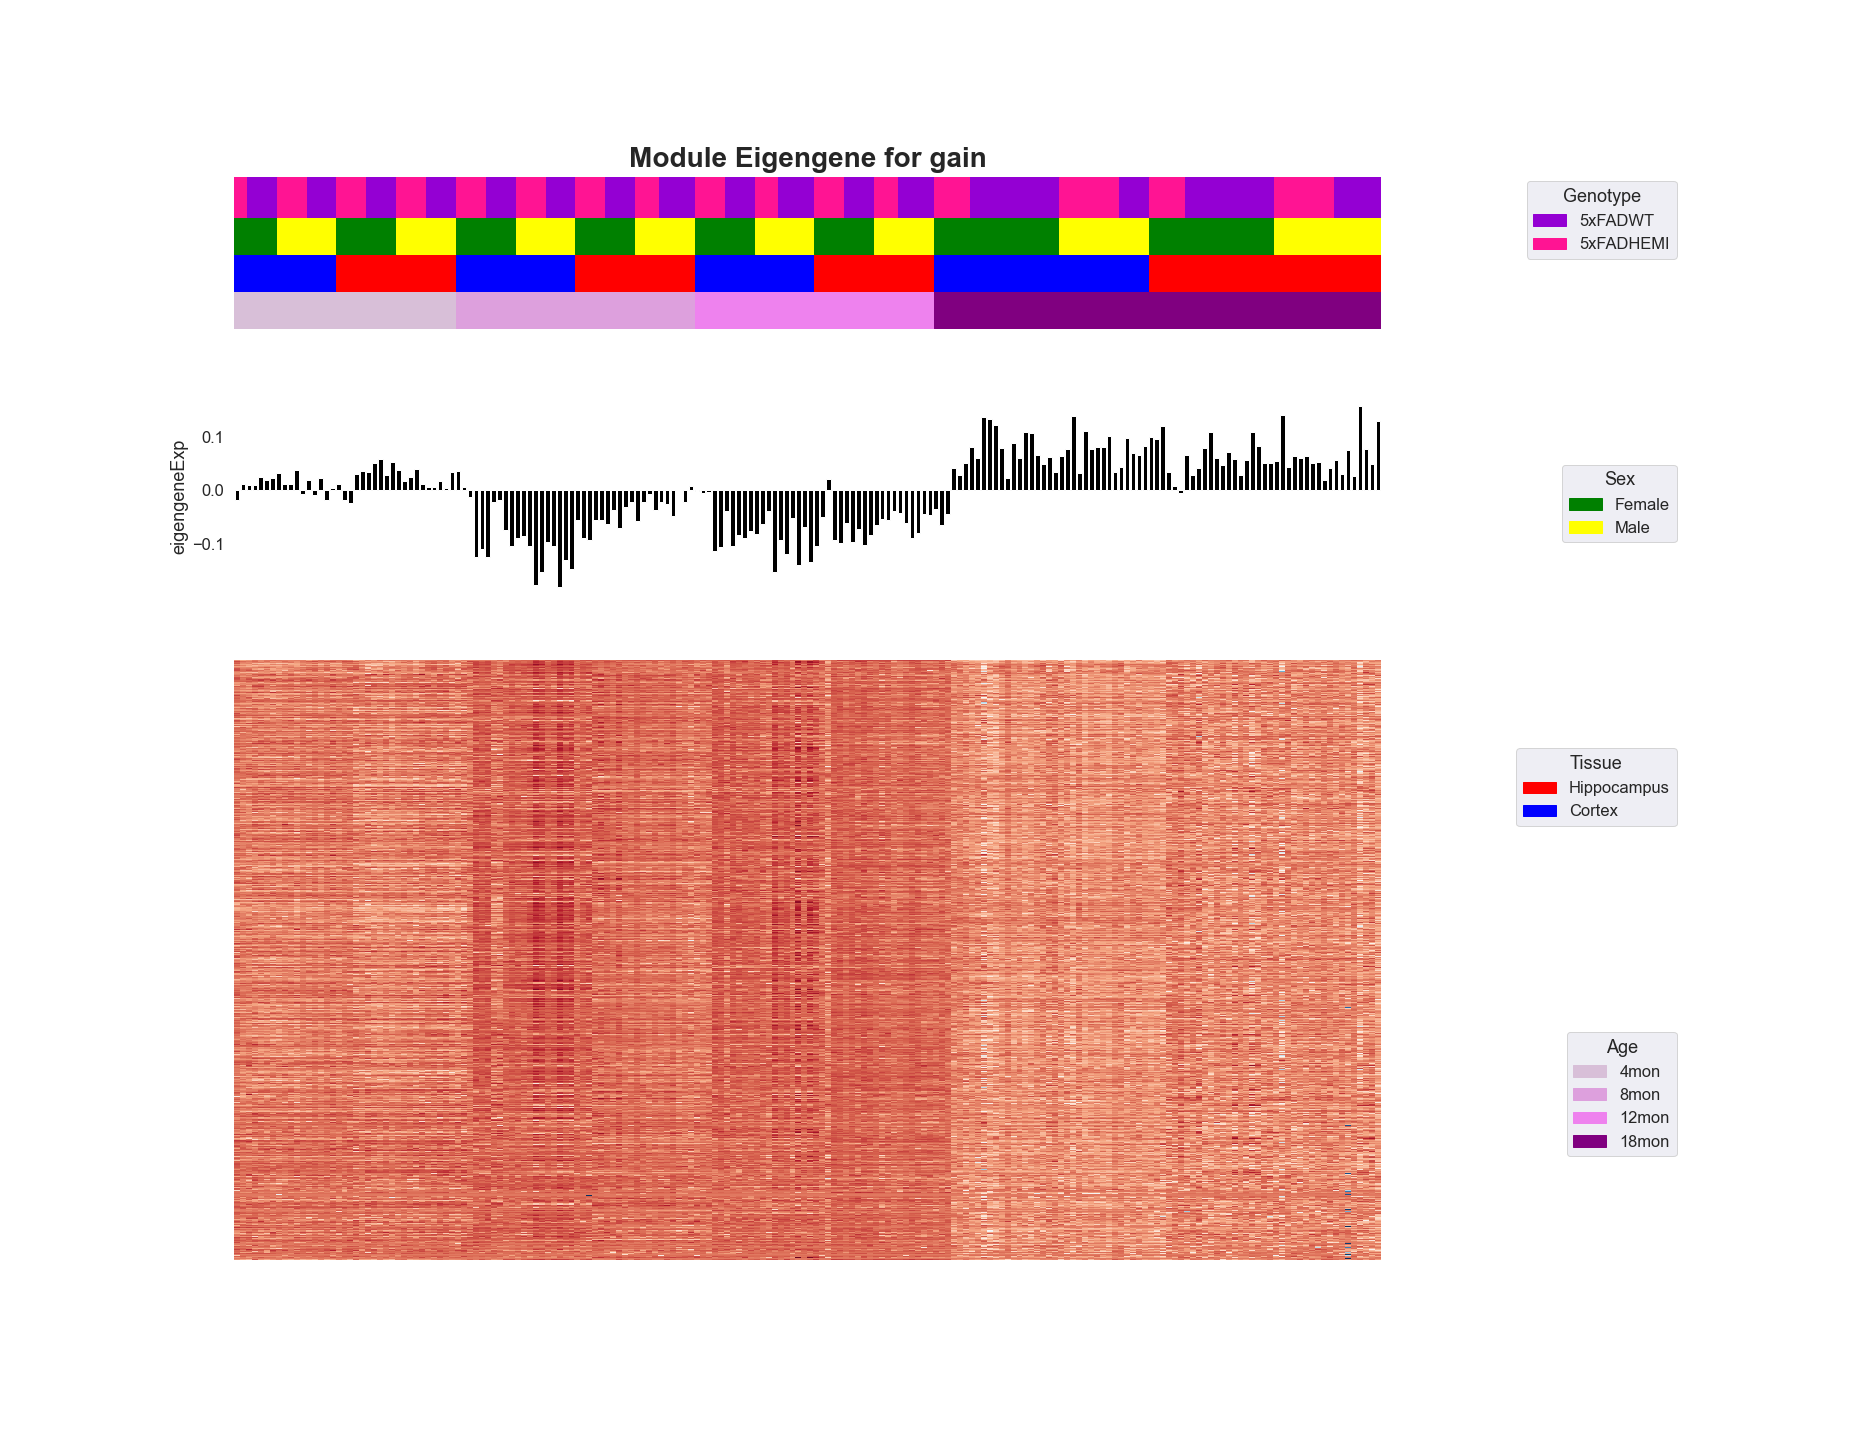 Module Eigengene for gain
Genotype
5xFADWT
5xFADHEMI
eigengeneExp
0.1
0.0
−0.1
Sex
Female
Male
Tissue
Hippocampus
Cortex
Age
4mon
8mon
12mon
18mon